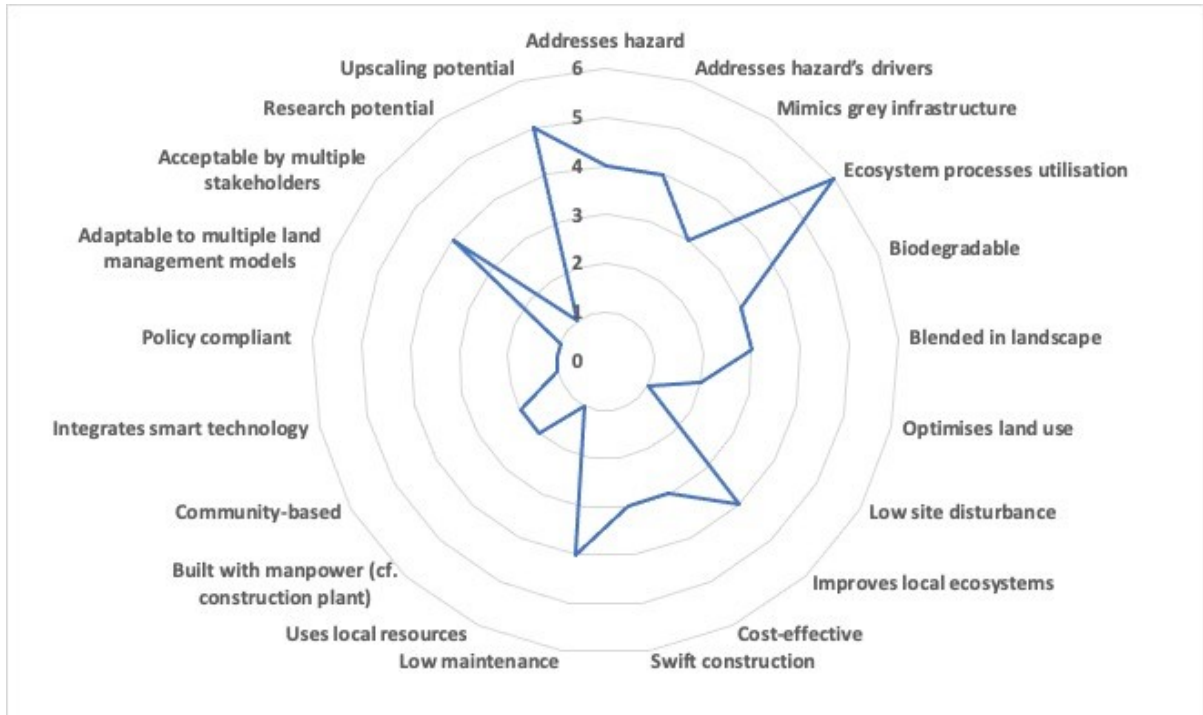 Addresses hazard
Addresses hazard's drivers
Mimics grey infrastructure
Ecosystem processes utilisation
Biodegradable
Blended in landscape
Optimises land use
Low site disturbance
Improves local ecosystems
Cost-effective
Swift construction
Low maintenance
Uses local resources
Built with manpower (cf.
construction plant)
Community-based
Integrates smart technology
Policy compliant
Adaptable to multiple land
management models
Acceptable by multiple
stakeholders
Research potential
Upscaling potential
6
5
4
3
2
1
0